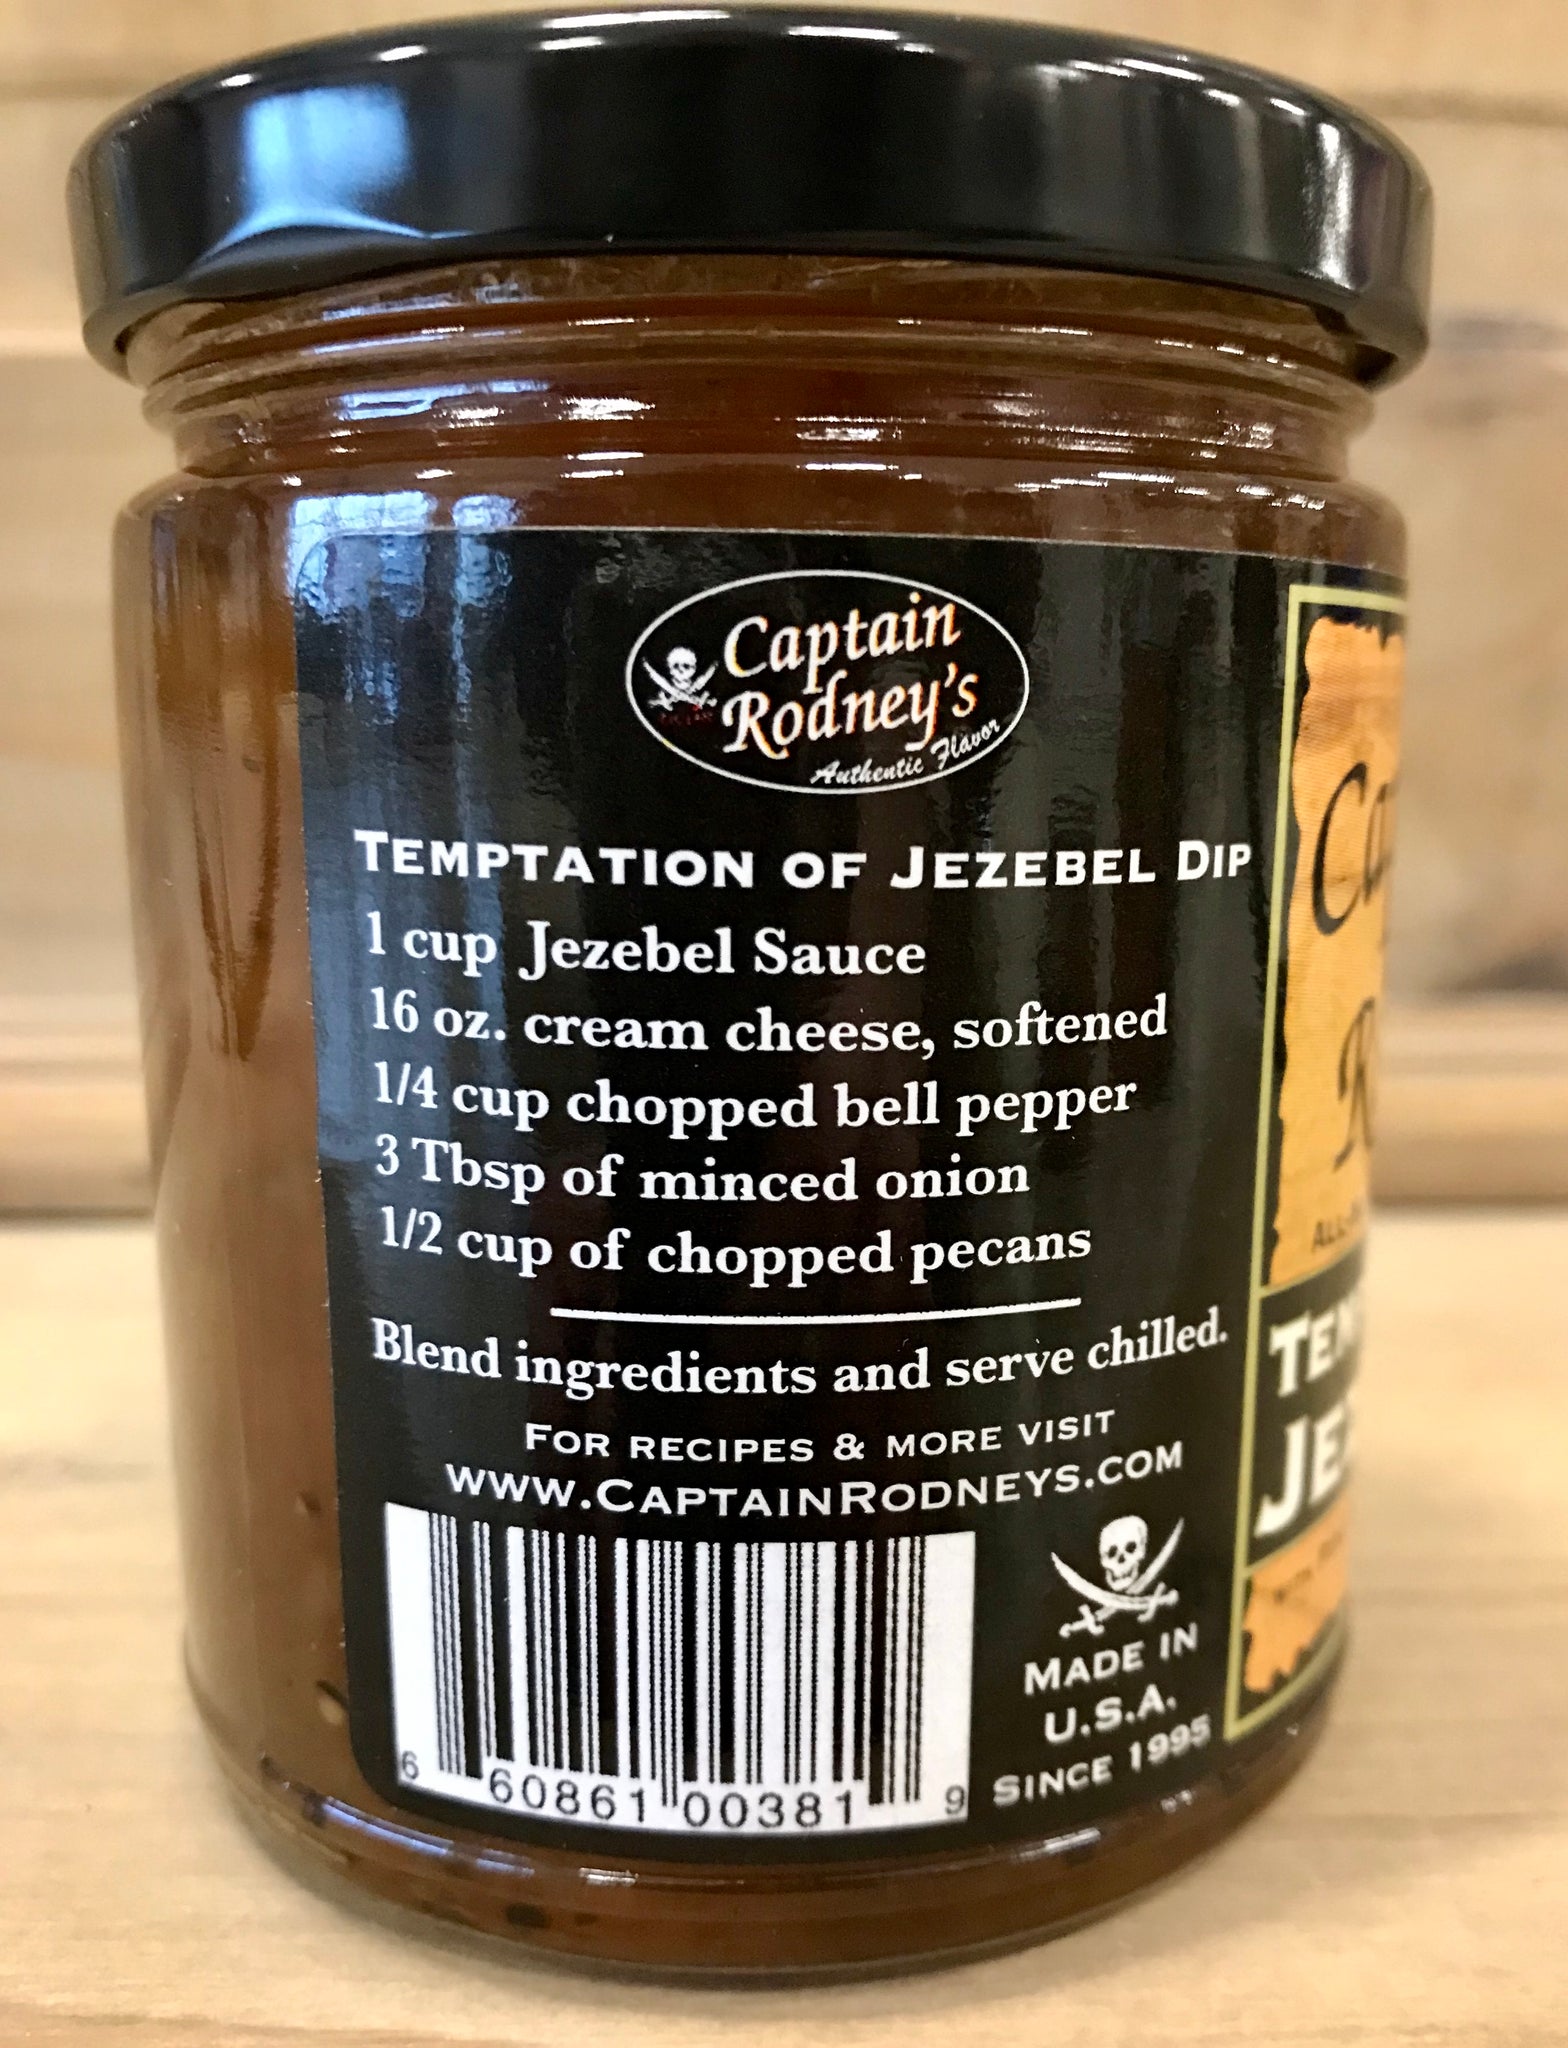 Captain
Rodney's
Authentic Flavor
TEMPTATION OF JEZEBEL DIP
1 cup Jezebel Sauce
16 oz. cream cheese, softened
1/4 cup chopped bell pepper
3 Tbsp of minced onion
1/2 cup of chopped pecans
Blend ingredients and serve chilled.
FOR RECIPES & MORE VISIT
WWW.CAPTAINRODNEYS.COM
MADE IN
U.S.A.
SINCE 1995
6 60861 00381 9